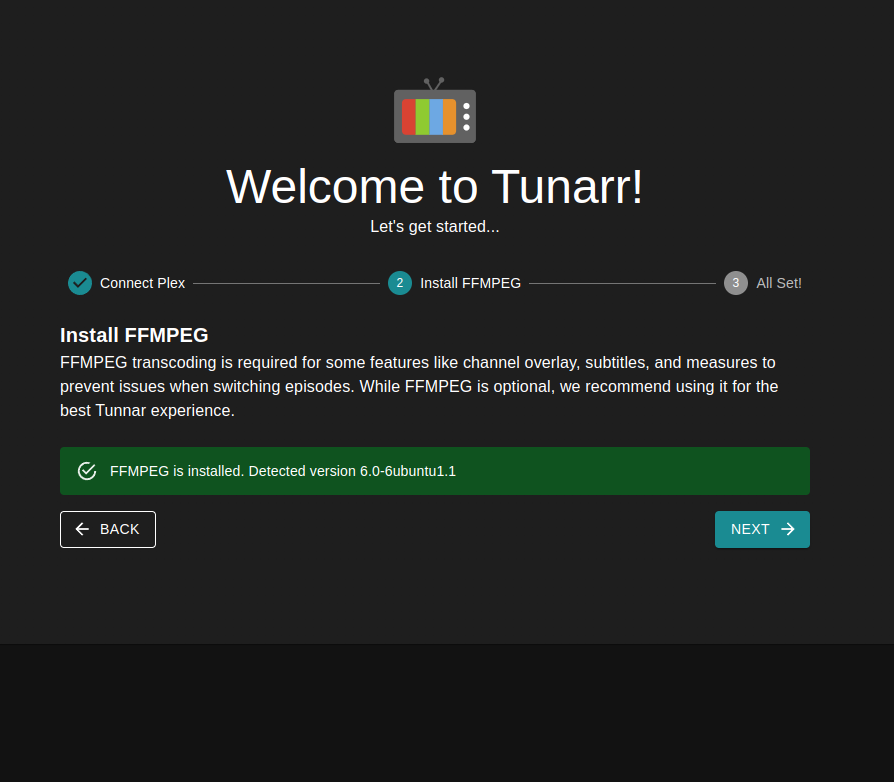 Welcome to Tunarr!
Let's get started...
Connect Plex
2 Install FFMPEG
3 All Set!
Install FFMPEG
FFMPEG transcoding is required for some features like channel overlay, subtitles, and measures to
prevent issues when switching episodes. While FFMPEG is optional, we recommend using it for the
best Tunnar experience.
FFMPEG is installed. Detected version 6.0-6ubuntu1.1
BACK
NEXT